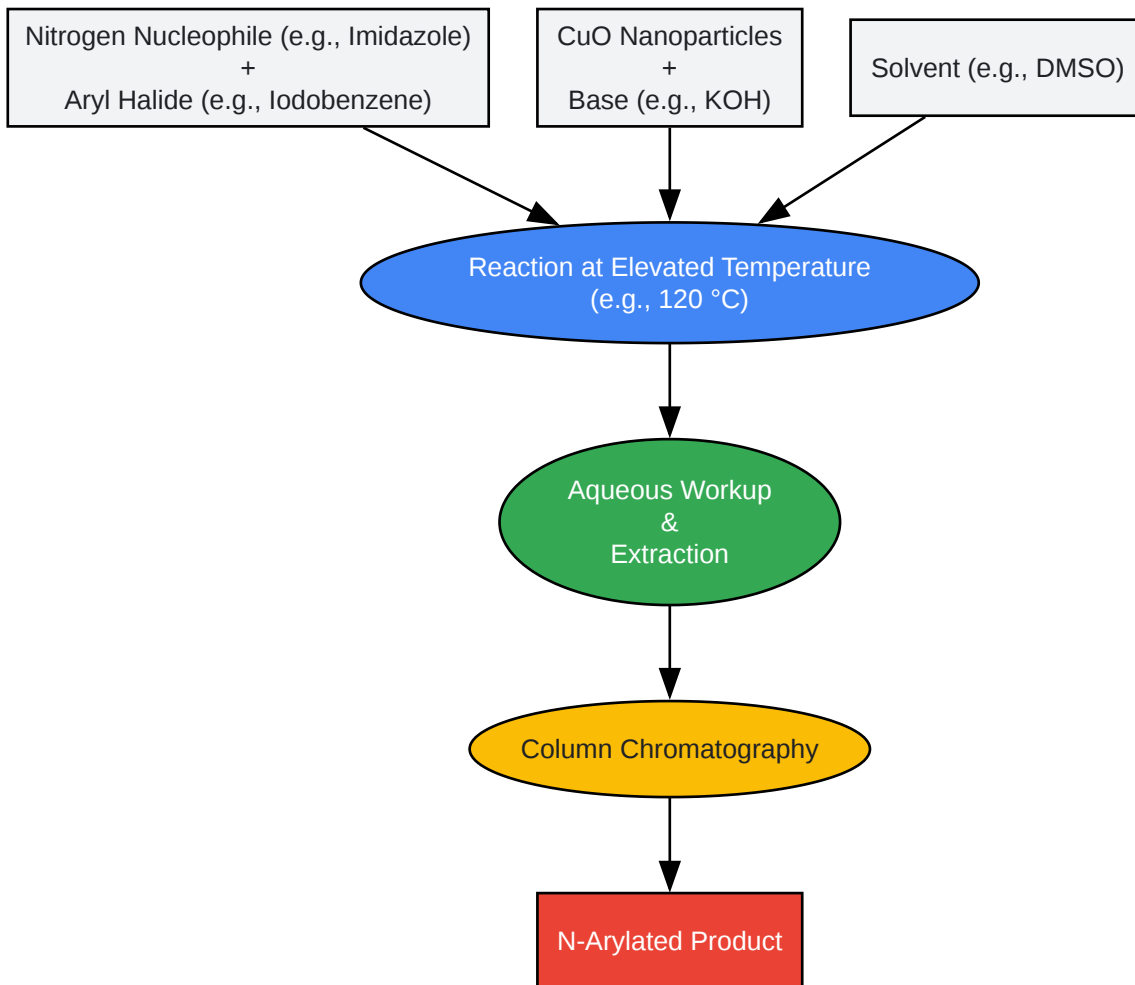 Nitrogen Nucleophile (e.g., Imidazole)
+
Aryl Halide (e.g., Iodobenzene)
CuO Nanoparticles
+
Base (e.g., KOH)
Solvent (e.g., DMSO)
Reaction at Elevated Temperature
(e.g., 120 °C)
Aqueous Workup
&
Extraction
Column Chromatography
N-Arylated Product